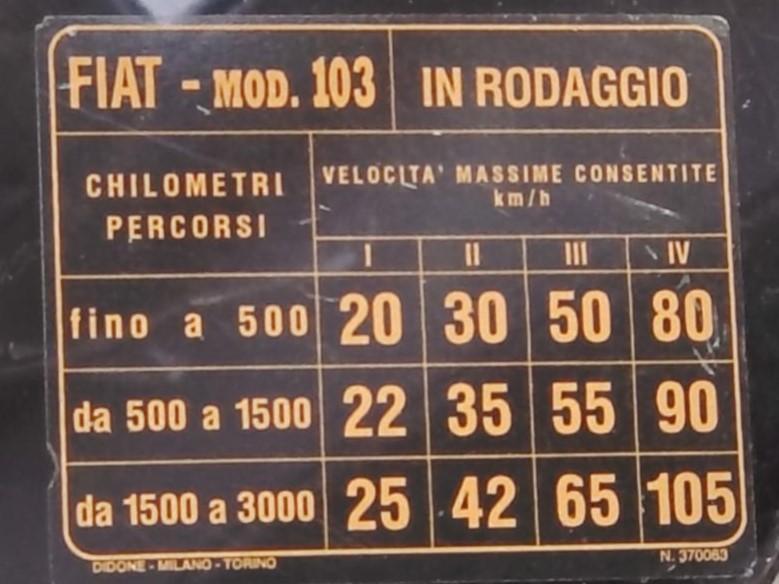 FIAT - MOD. 103 IN RODAGGIO
CHILOMETRI PERCORSI
VELOCITA' MASSIME CONSENTITE
km/h
I II III IV
fino a 500 20 30 50 80
da 500 a 1500 22 35 55 90
da 1500 a 3000 25 42 65 105
DIDONE - MILANO - TORINO N. 370063